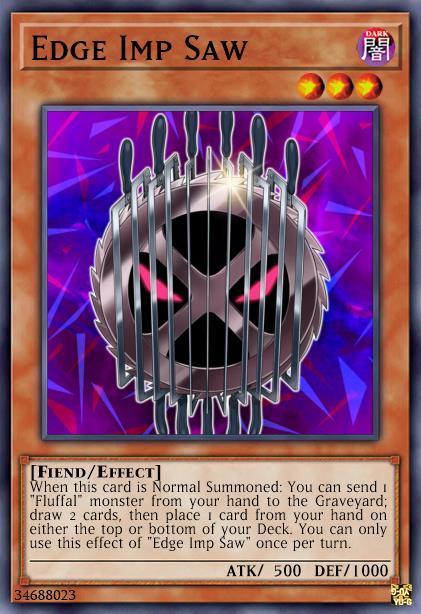 Edge Imp Saw
DARK
闇
[Fiend/Effect]
When this card is Normal Summoned: You can send 1
"Fluffal" monster from your hand to the Graveyard;
draw 2 cards, then place 1 card from your hand on
either the top or bottom of your Deck. You can only
use this effect of "Edge Imp Saw" once per turn.
ATK/ 500 DEF/1000
34688023